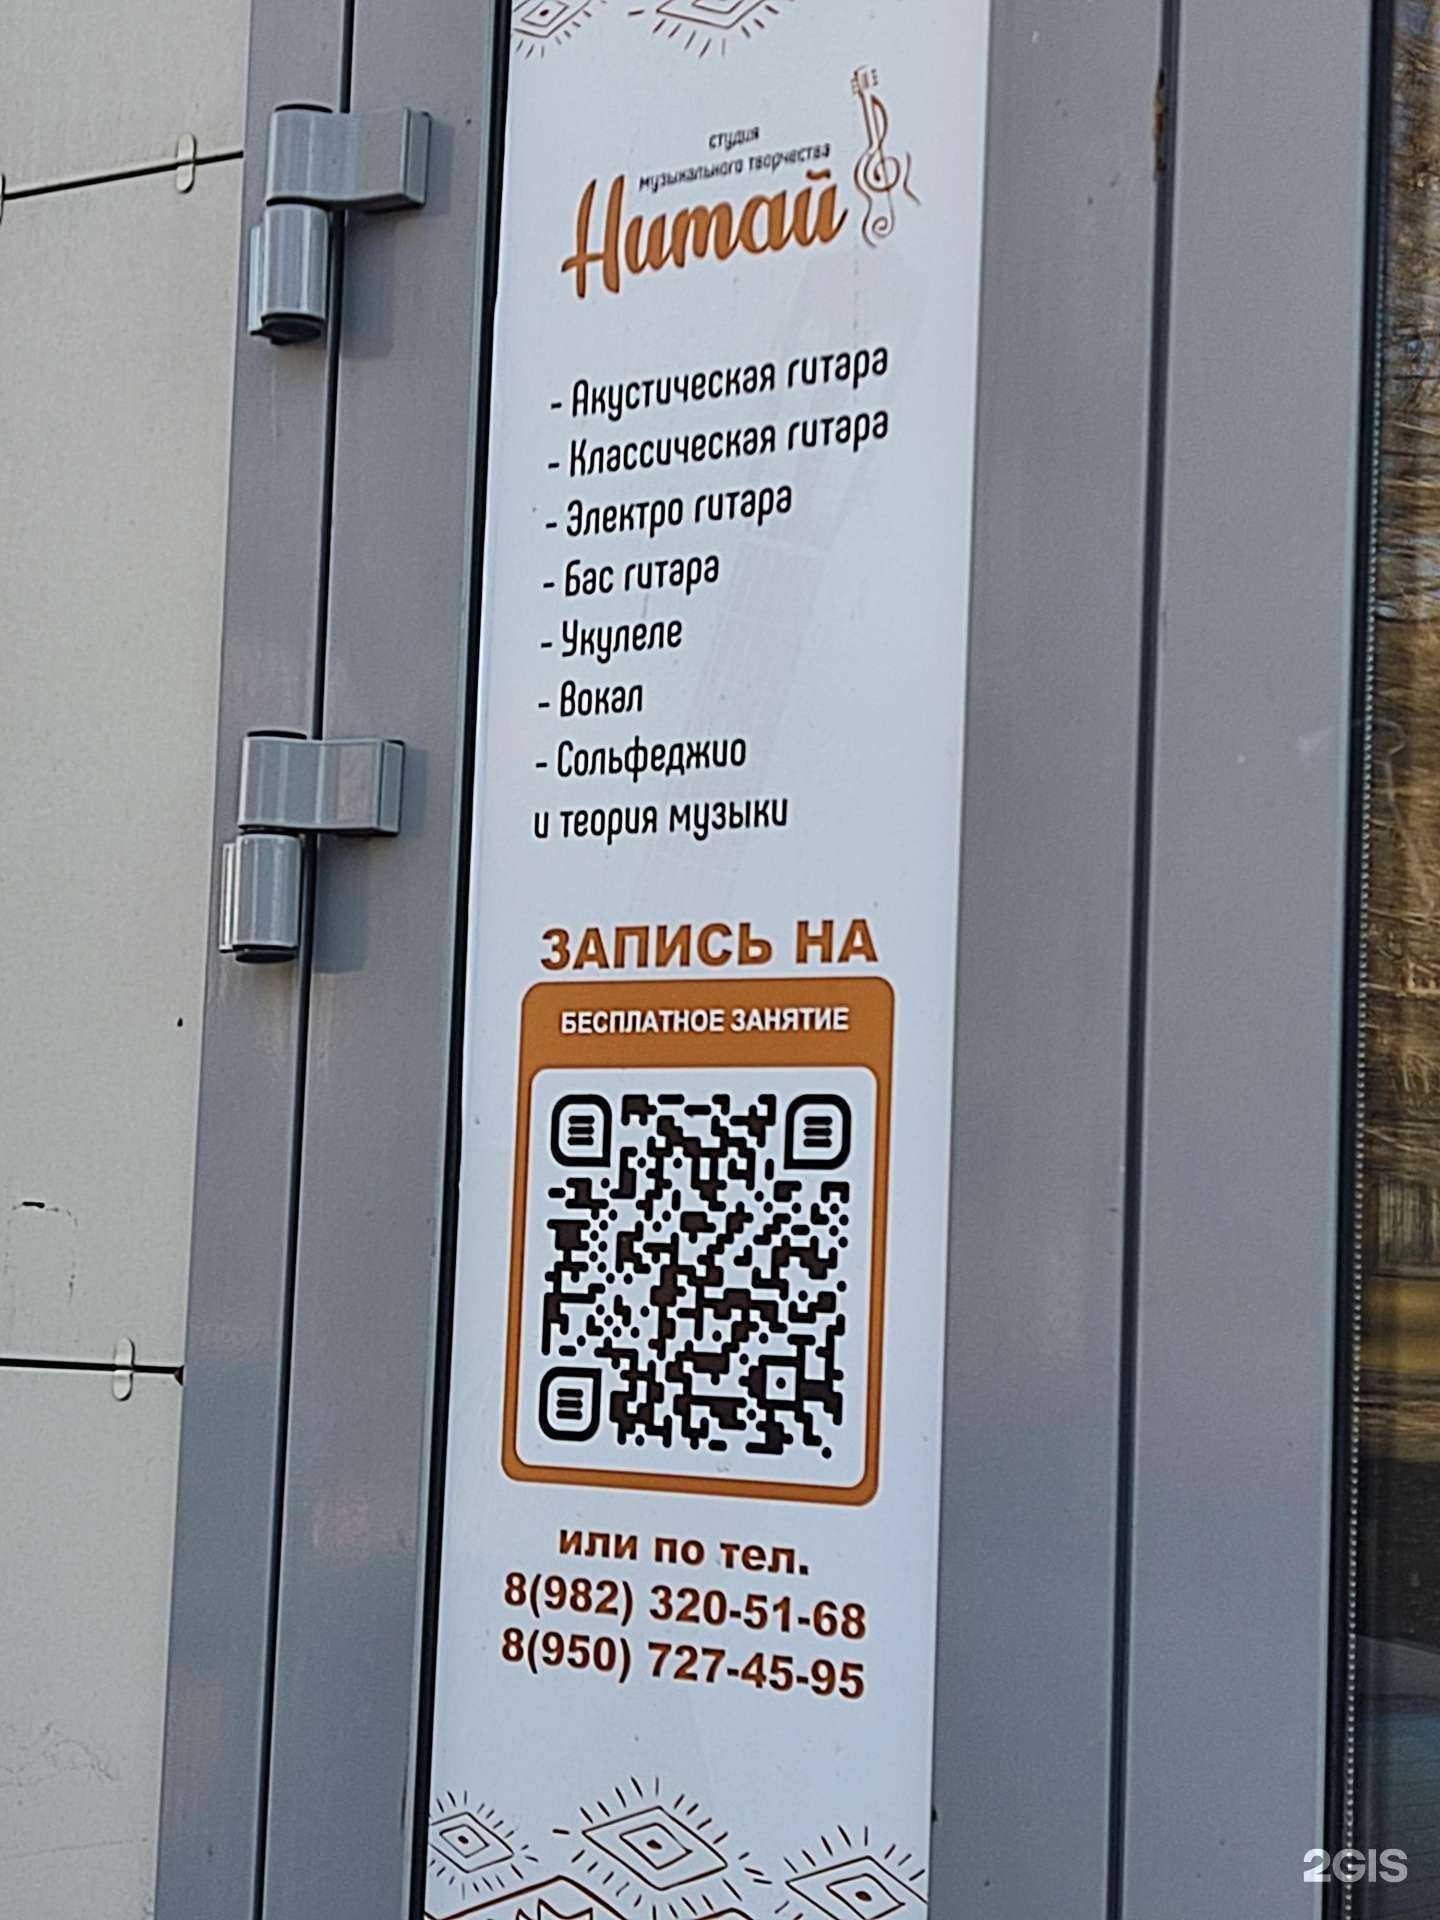 студия
музыкального творчества
Нитай
- Акустическая гитара
- Классическая гитара
- Электро гитара
- Бас гитара
- Укулеле
- Вокал
- Сольфеджио
и теория музыки
ЗАПИСЬ НА
БЕСПЛАТНОЕ ЗАНЯТИЕ
или по тел.
8(982) 320-51-68
8(950) 727-45-95
2GIS